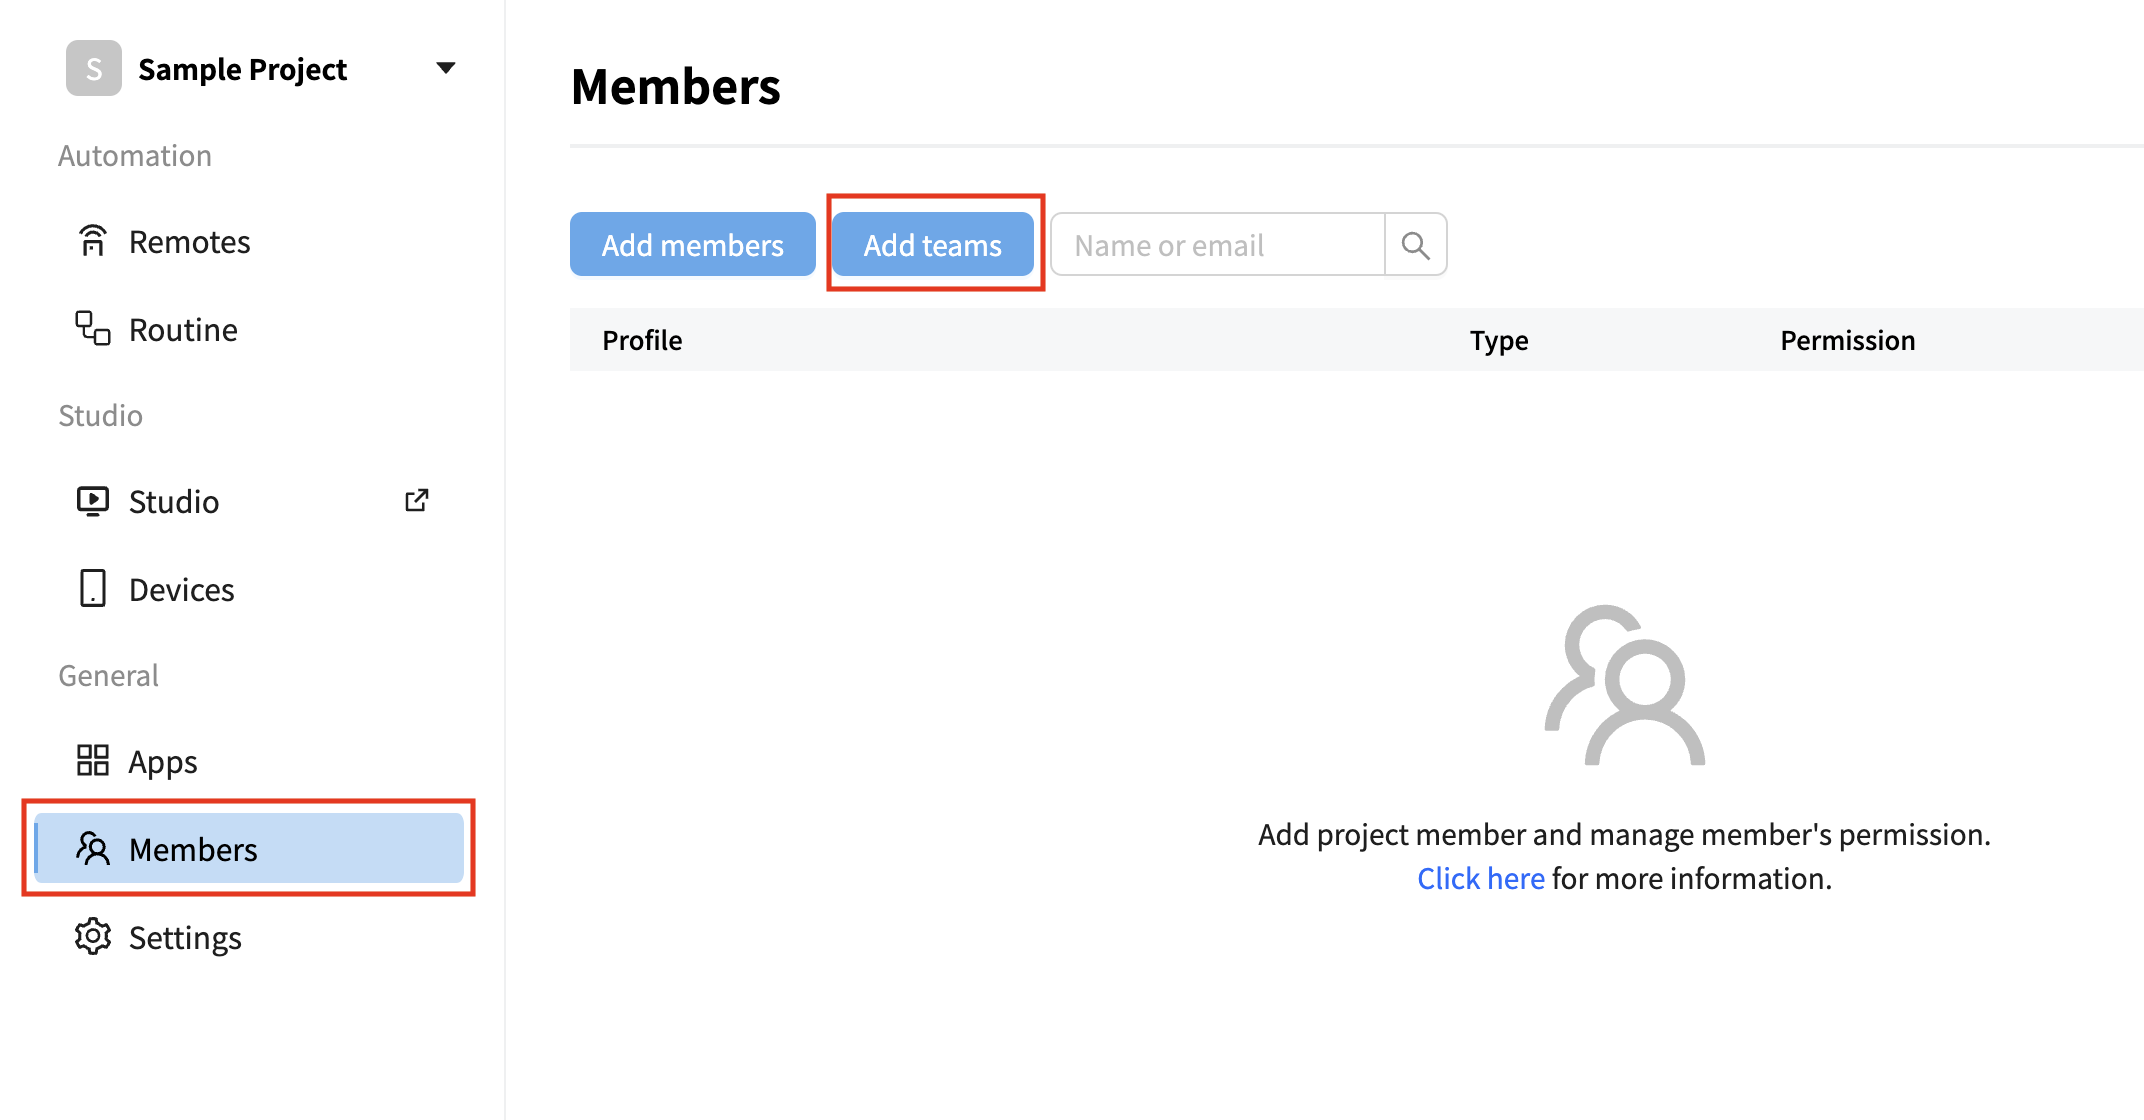 S Sample Project
Automation
Remotes
Routine
Studio
Studio
Devices
General
Apps
Members
Settings
Members
Add members Add teams Name or email
Profile Type Permission
Add project member and manage member's permission.
Click here for more information.